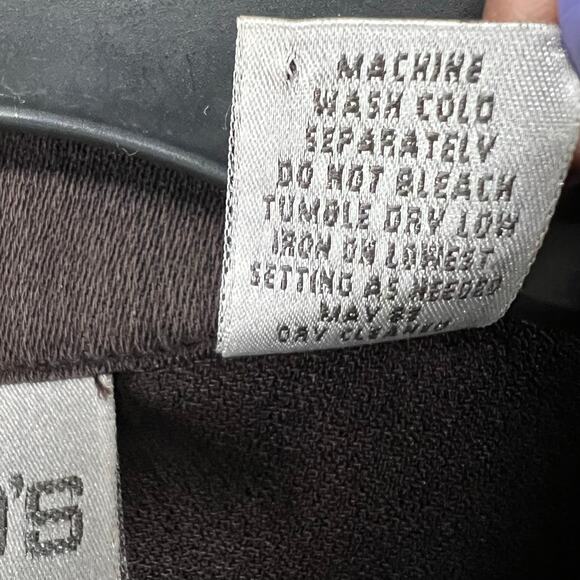 MACHINE
WASH COLD
SEPARATELY
DO NOT BLEACH
TUMBLE DRY LOW
IRON ON LOWEST
SETTING AS NEEDED
MAY BE
DRY CLEANED
'S